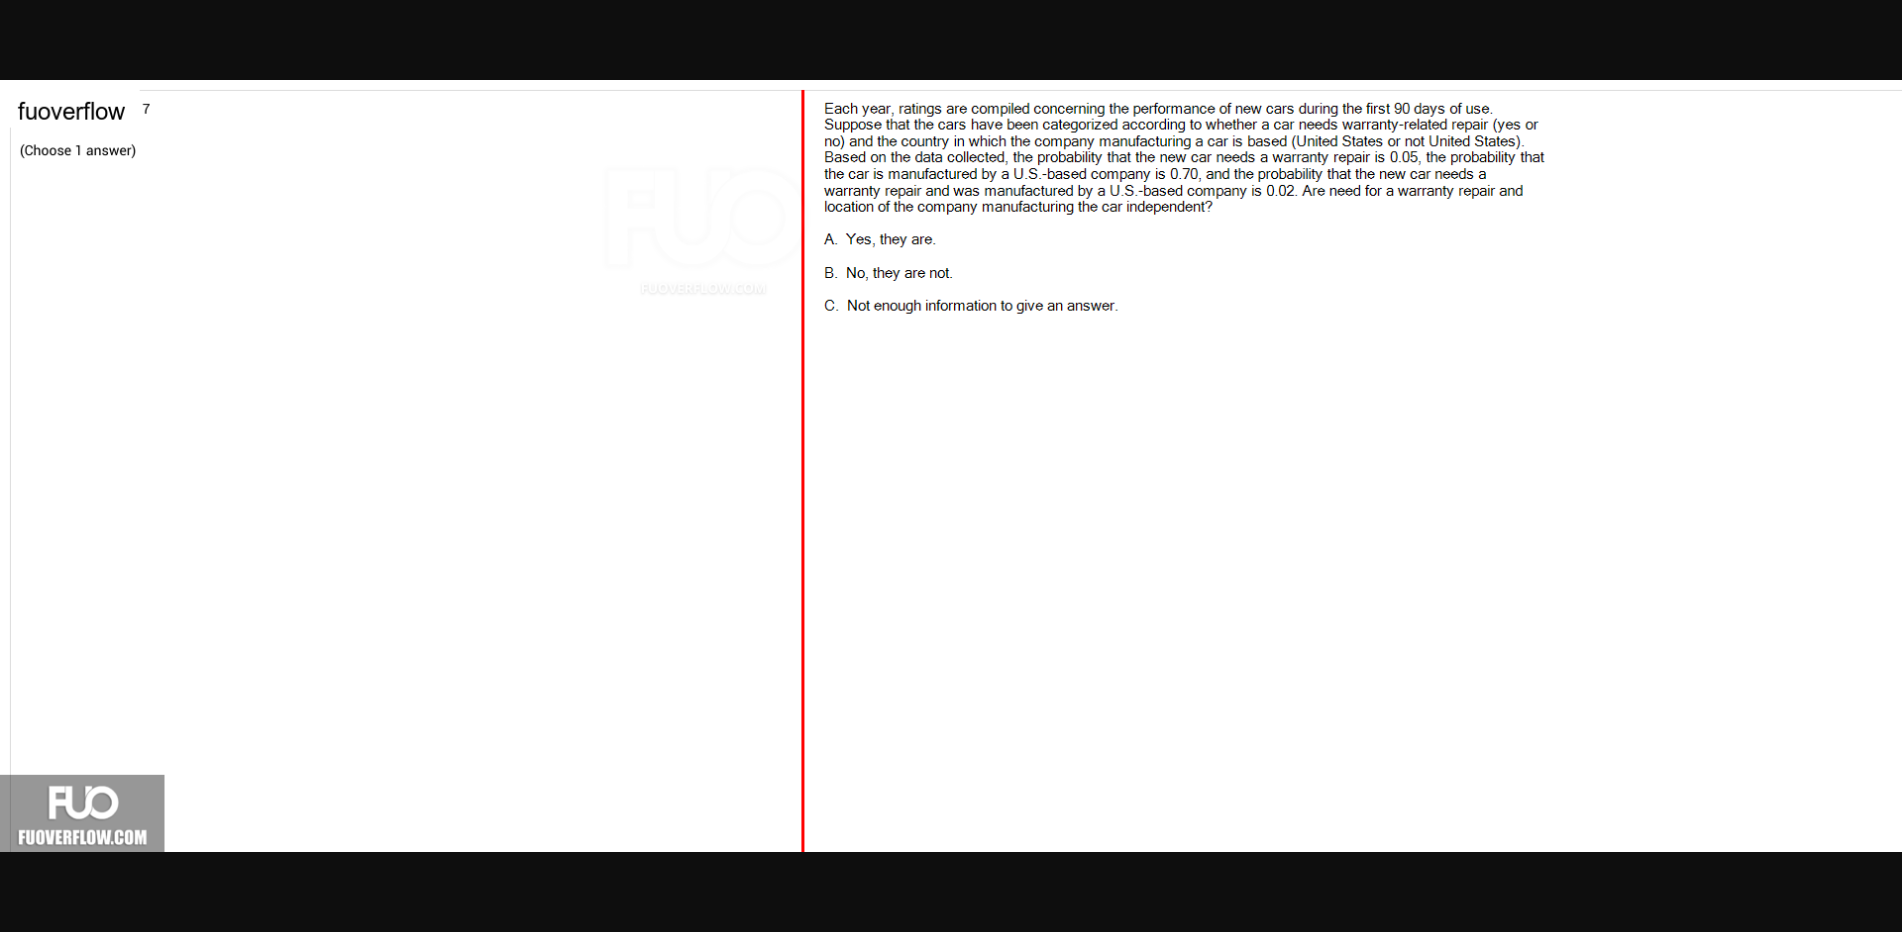 fuoverflow 7
(Choose 1 answer)
Each year, ratings are compiled concerning the performance of new cars during the first 90 days of use.
Suppose that the cars have been categorized according to whether a car needs warranty-related repair (yes or
no) and the country in which the company manufacturing a car is based (United States or not United States).
Based on the data collected, the probability that the new car needs a warranty repair is 0.05, the probability that
the car is manufactured by a U.S.-based company is 0.70, and the probability that the new car needs a
warranty repair and was manufactured by a U.S.-based company is 0.02. Are need for a warranty repair and
location of the company manufacturing the car independent?
A. Yes, they are.
B. No, they are not.
C. Not enough information to give an answer.
FUO
FUOVERFLOW.COM
FUO
FUOVERFLOW.COM